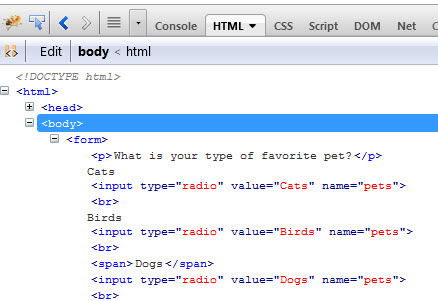 Console HTML CSS Script DOM Net
Edit body < html
<!DOCTYPE html>
<html>
<head>
<body>
<form>
<p>What is your type of favorite pet?</p>
Cats
<input type="radio" value="Cats" name="pets">
<br>
Birds
<input type="radio" value="Birds" name="pets">
<br>
<span>Dogs</span>
<input type="radio" value="Dogs" name="pets">
<br>